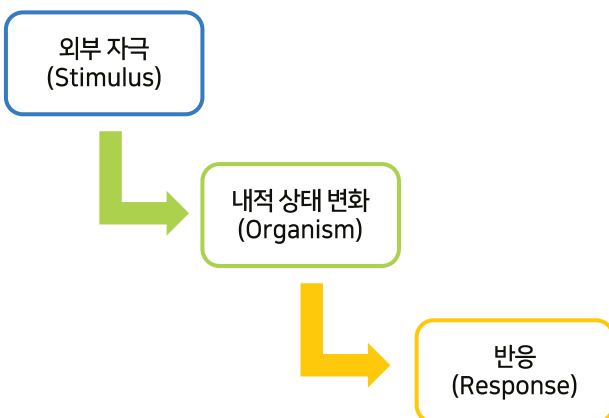 외부 자극
(Stimulus)
내적 상태 변화
(Organism)
반응
(Response)